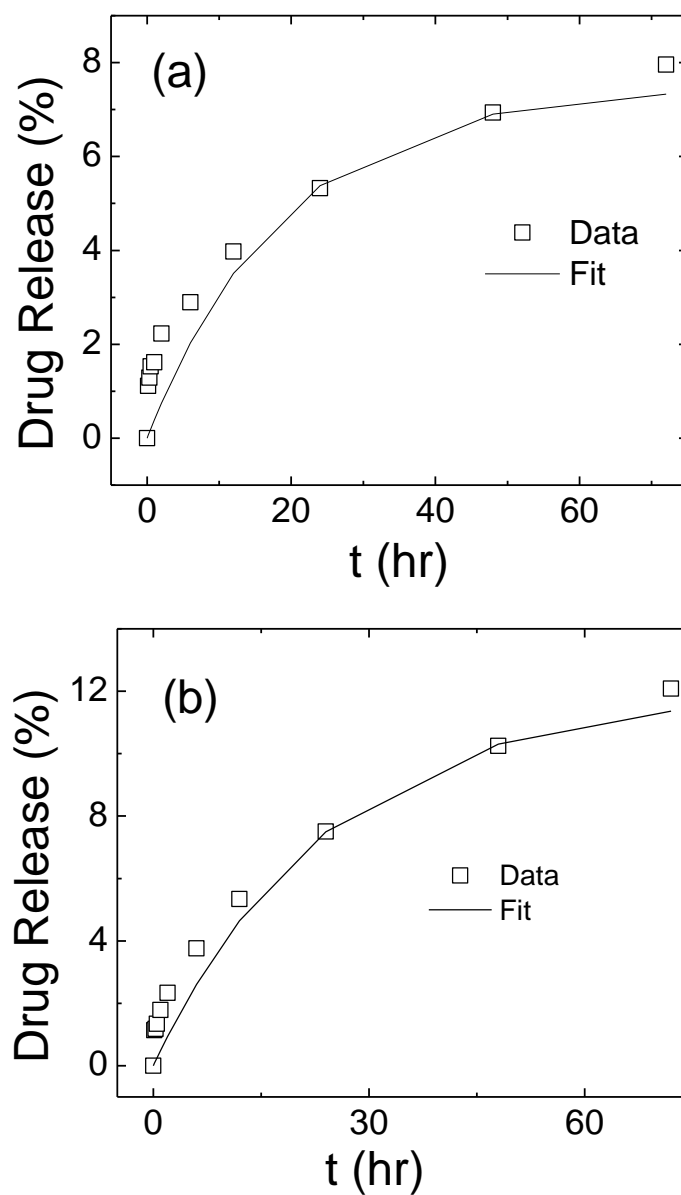 (a)
Drug Release (%)
8
6
4
2
0
Data
Fit
0 20 40 60
t (hr)
(b)
Drug Release (%)
12
8
4
0
Data
Fit
0 30 60
t (hr)